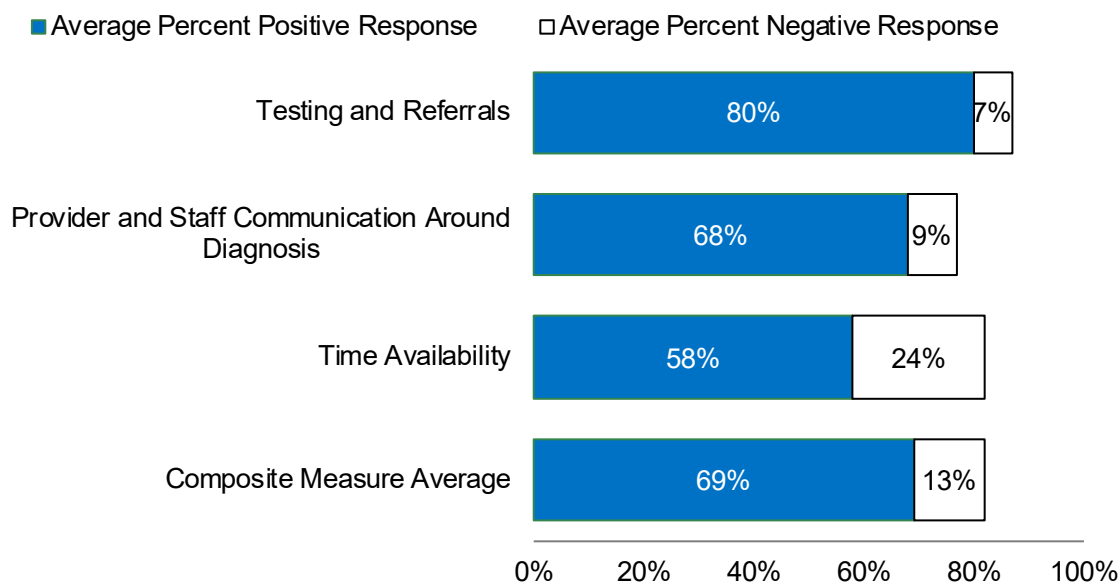 Average Percent Positive Response
Average Percent Negative Response
Testing and Referrals
80%
7%
Provider and Staff Communication Around
Diagnosis
68%
9%
Time Availability
58%
24%
Composite Measure Average
69%
13%
0%
20%
40%
60%
80%
100%